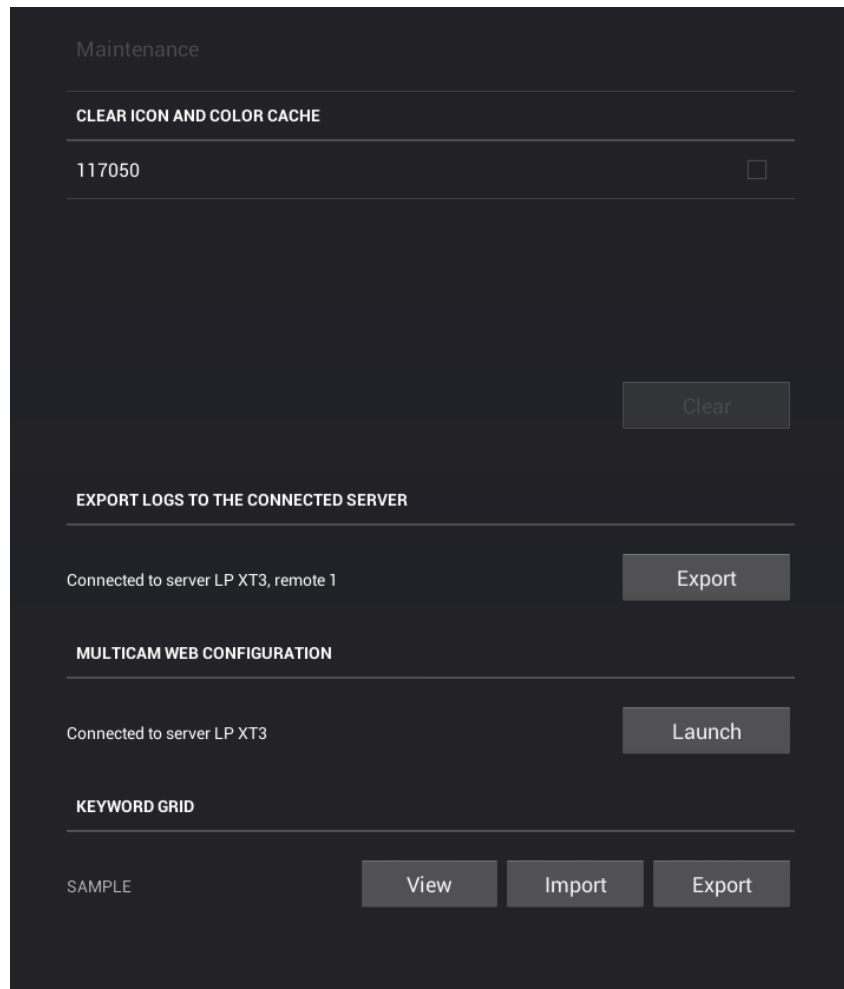 Maintenance
CLEAR ICON AND COLOR CACHE
117050
Clear
EXPORT LOGS TO THE CONNECTED SERVER
Connected to server LP XT3, remote 1
Export
MULTICAM WEB CONFIGURATION
Connected to server LP XT3
Launch
KEYWORD GRID
SAMPLE View Import Export